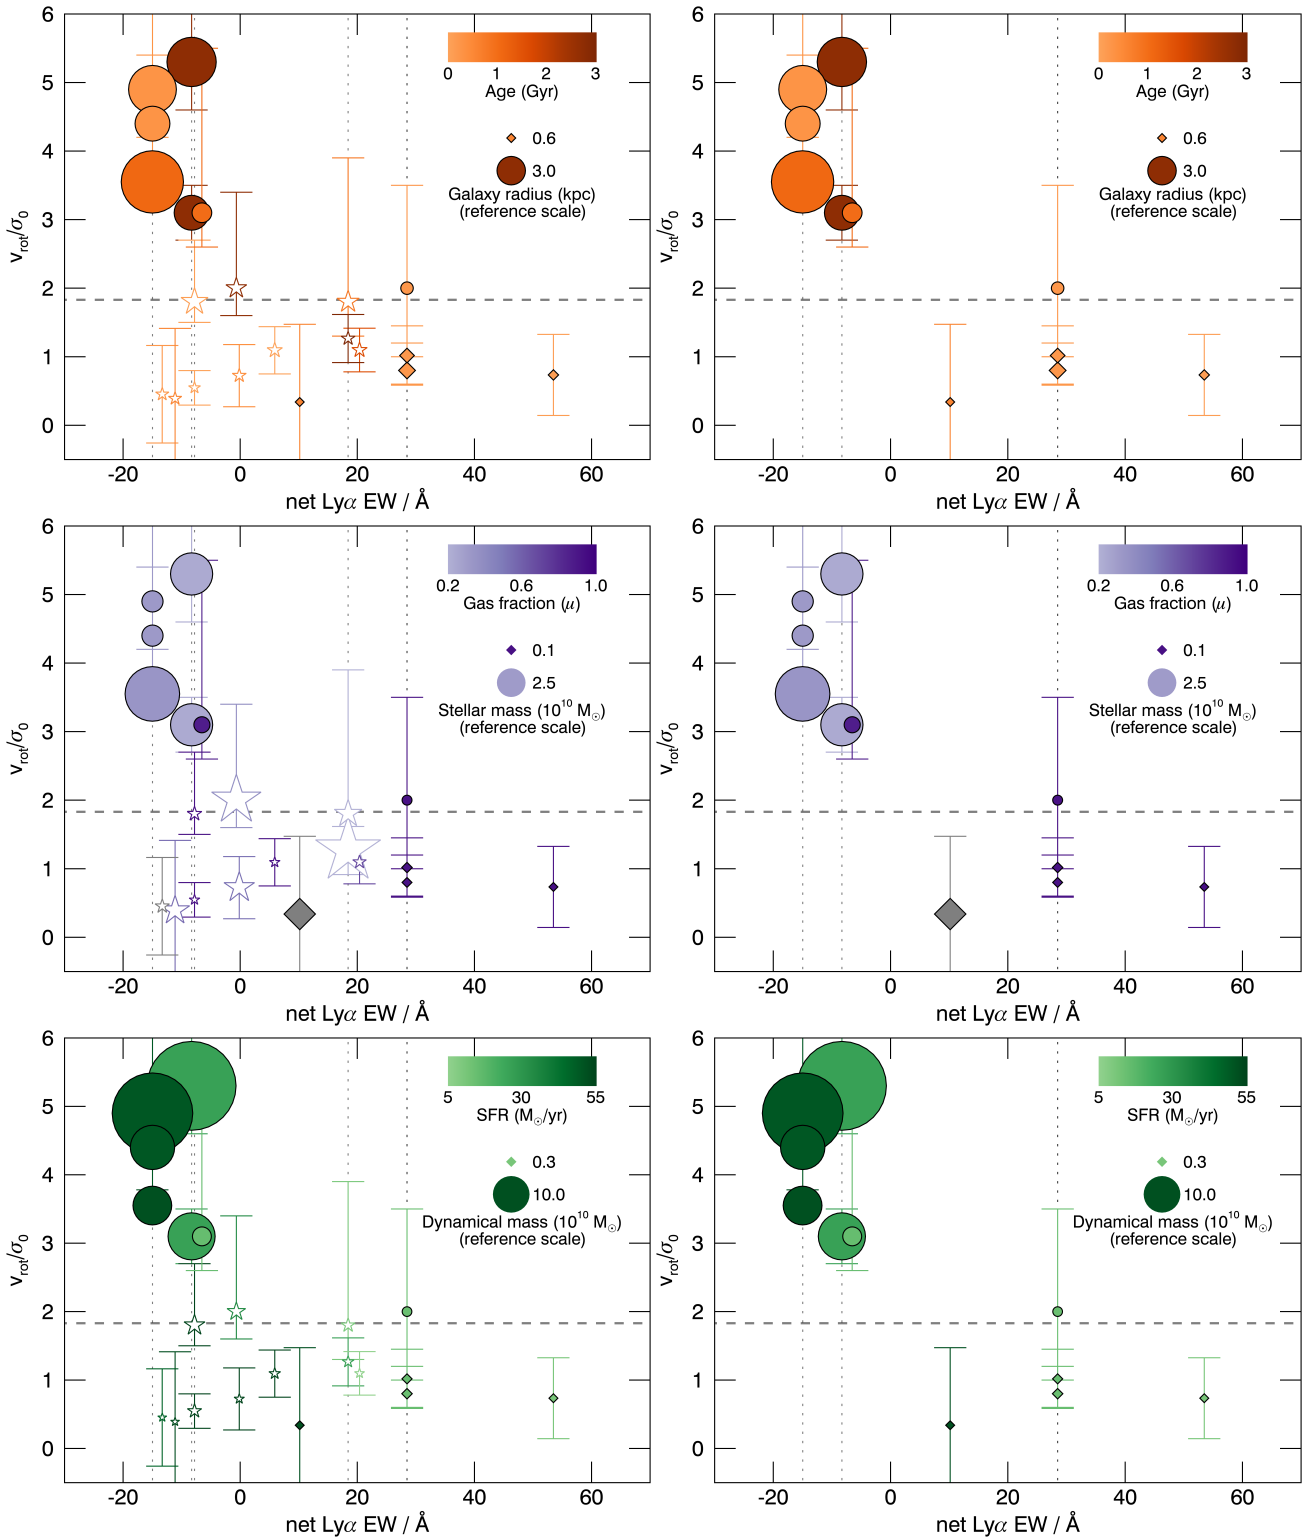 6
5
4
3
2
1
0
v_rot/σ_0
-20 0 20 40 60
net Lyα EW / Å
0 1 2 3
Age (Gyr)
0.6
3.0
Galaxy radius (kpc)
(reference scale)
6
5
4
3
2
1
0
v_rot/σ_0
-20 0 20 40 60
net Lyα EW / Å
0 1 2 3
Age (Gyr)
0.6
3.0
Galaxy radius (kpc)
(reference scale)
6
5
4
3
2
1
0
v_rot/σ_0
-20 0 20 40 60
net Lyα EW / Å
0.2 0.6 1.0
Gas fraction (μ)
0.1
2.5
Stellar mass (10^10 M_⊙)
(reference scale)
6
5
4
3
2
1
0
v_rot/σ_0
-20 0 20 40 60
net Lyα EW / Å
0.2 0.6 1.0
Gas fraction (μ)
0.1
2.5
Stellar mass (10^10 M_⊙)
(reference scale)
6
5
4
3
2
1
0
v_rot/σ_0
-20 0 20 40 60
net Lyα EW / Å
5 30 55
SFR (M_⊙/yr)
0.3
10.0
Dynamical mass (10^10 M_⊙)
(reference scale)
6
5
4
3
2
1
0
v_rot/σ_0
-20 0 20 40 60
net Lyα EW / Å
5 30 55
SFR (M_⊙/yr)
0.3
10.0
Dynamical mass (10^10 M_⊙)
(reference scale)